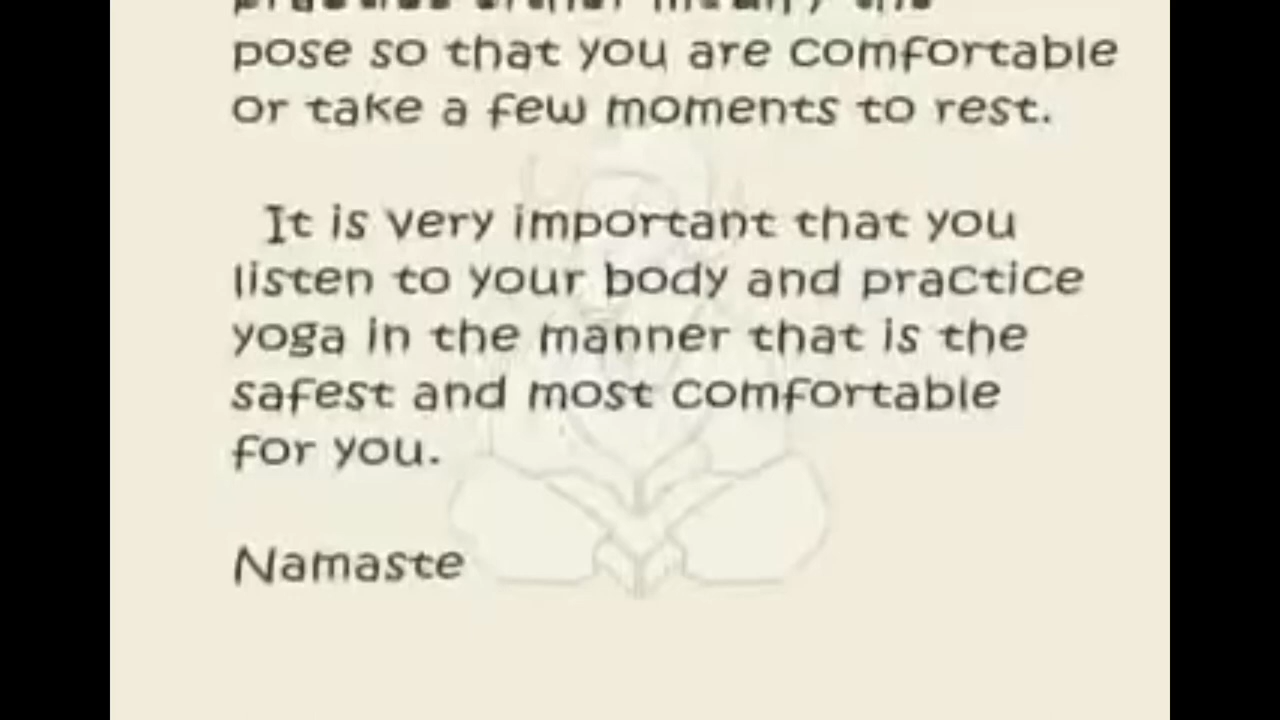 pose so that you are comfortable
or take a few moments to rest.
It is very important that you
listen to your body and practice
yoga in the manner that is the
safest and most comfortable
for you.
Namaste